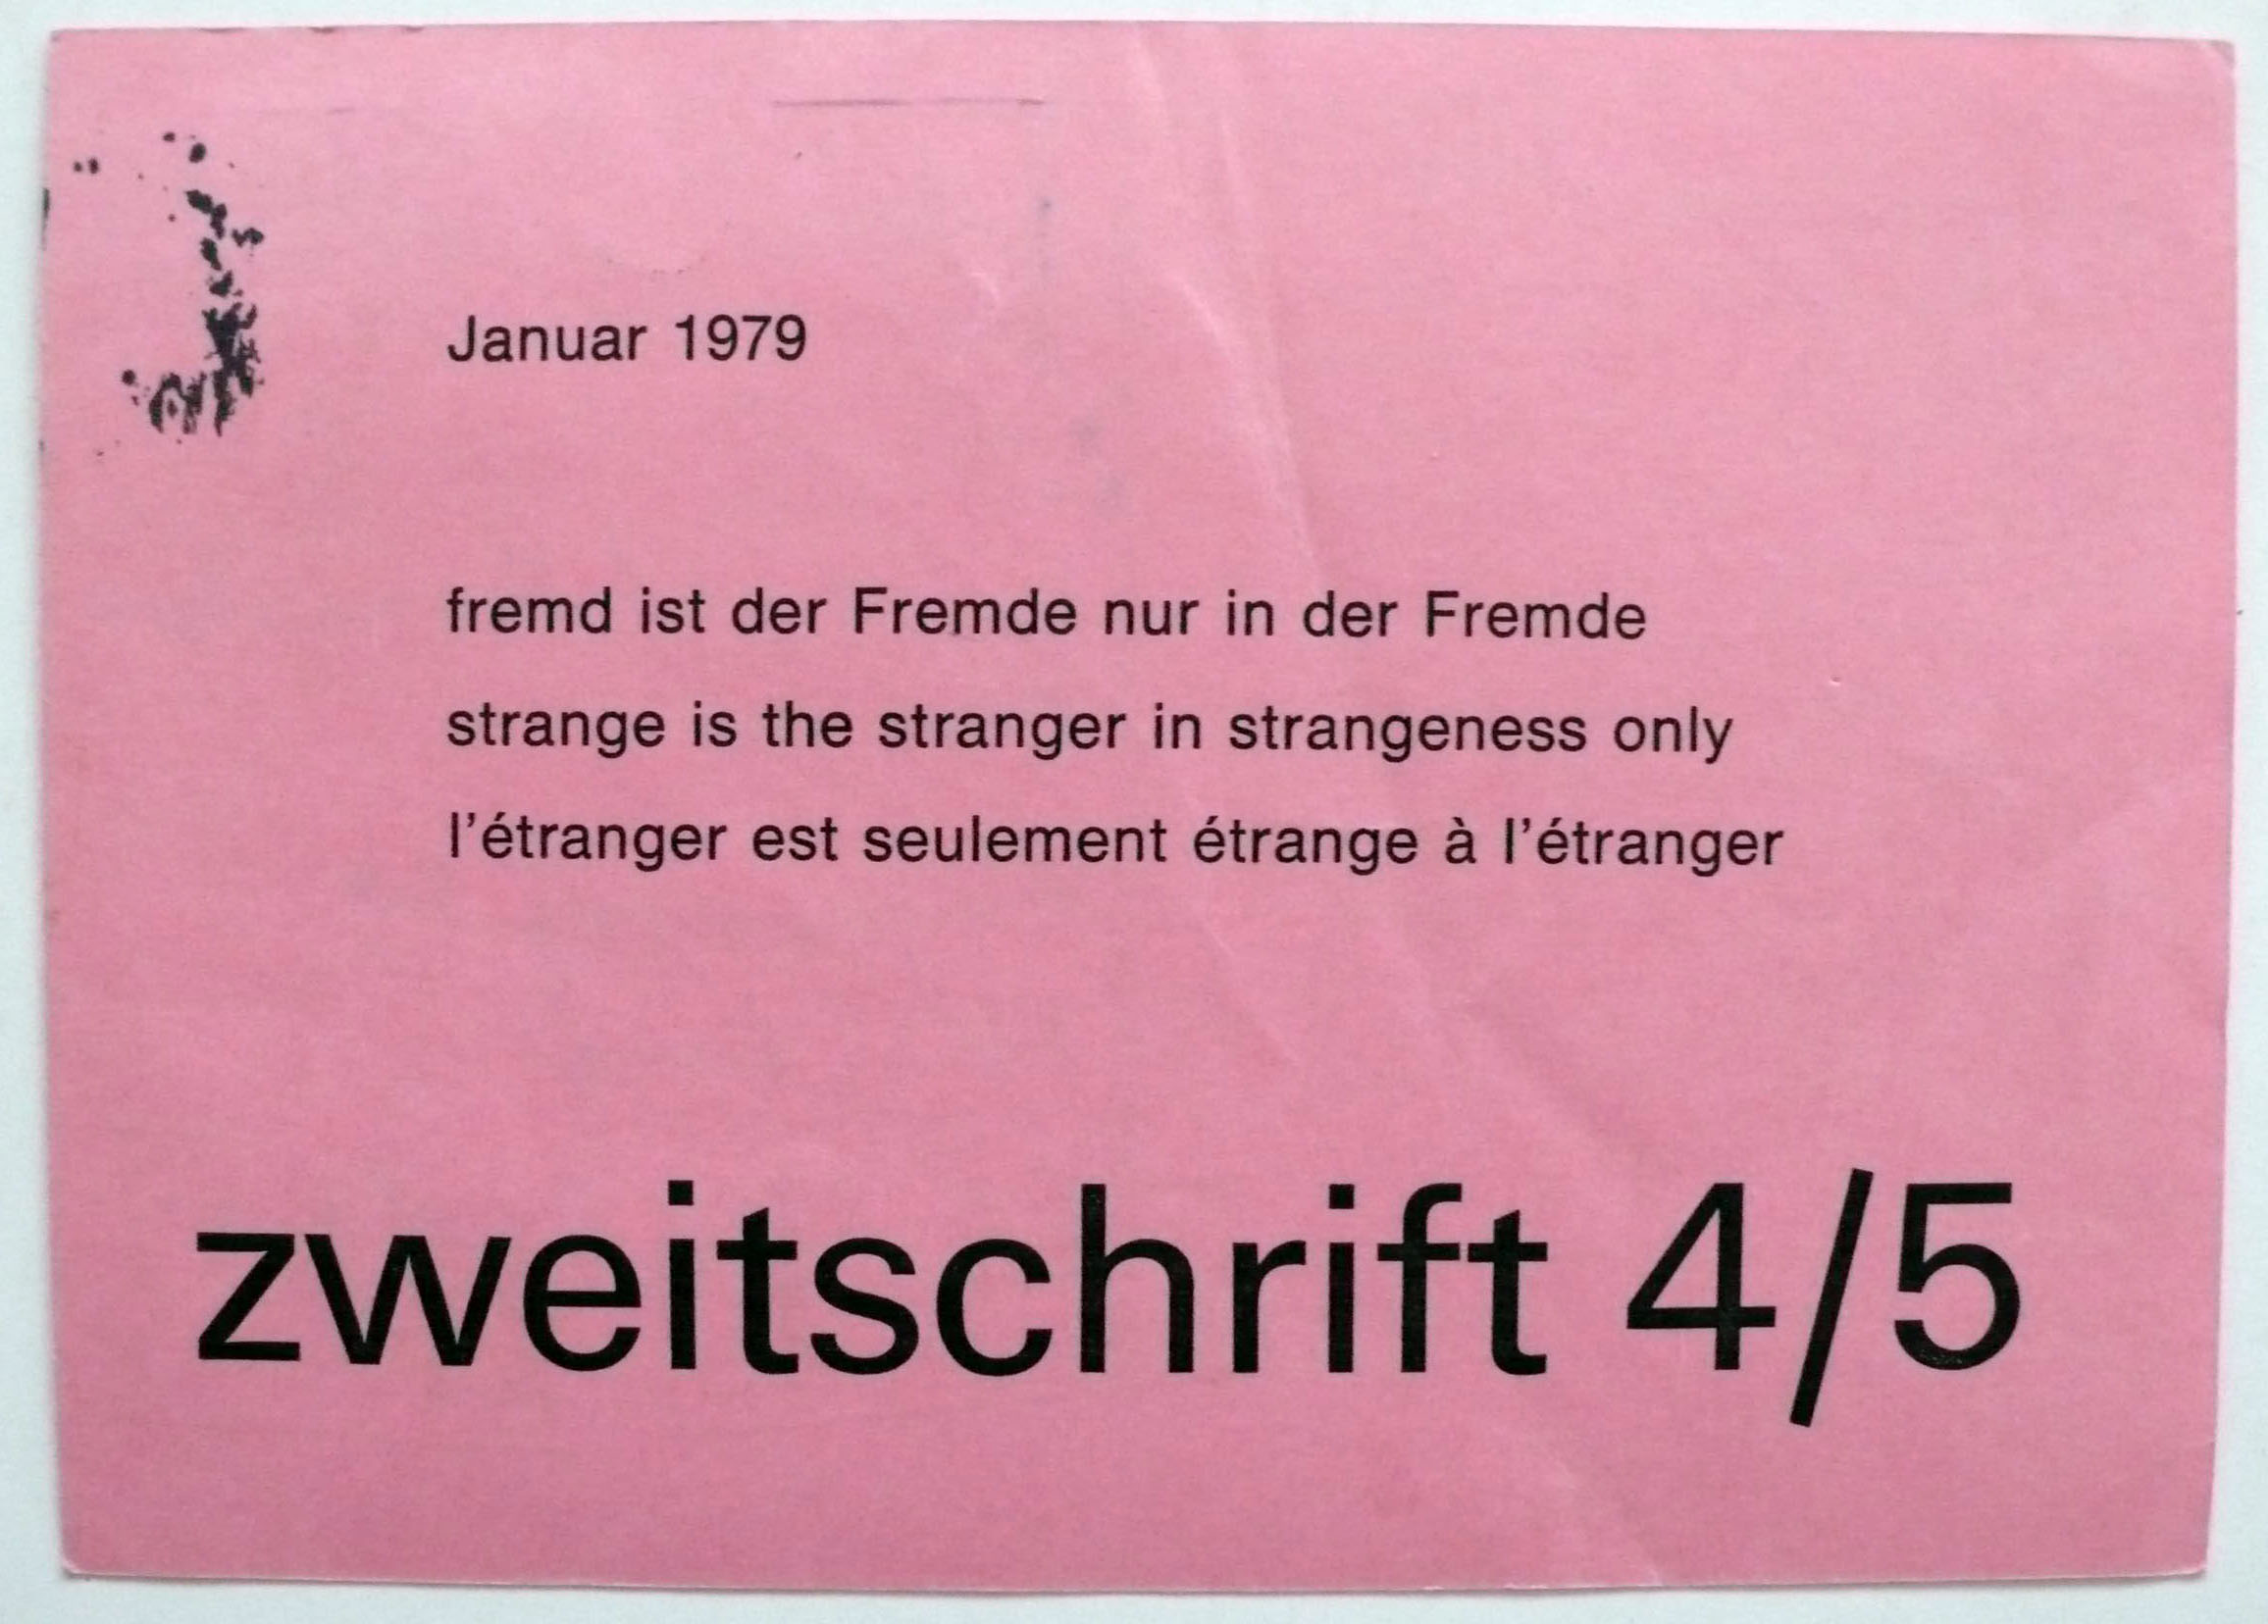 Januar 1979
fremd ist der Fremde nur in der Fremde
strange is the stranger in strangeness only
l’étranger est seulement étrange à l’étranger
zweitschrift 4/5